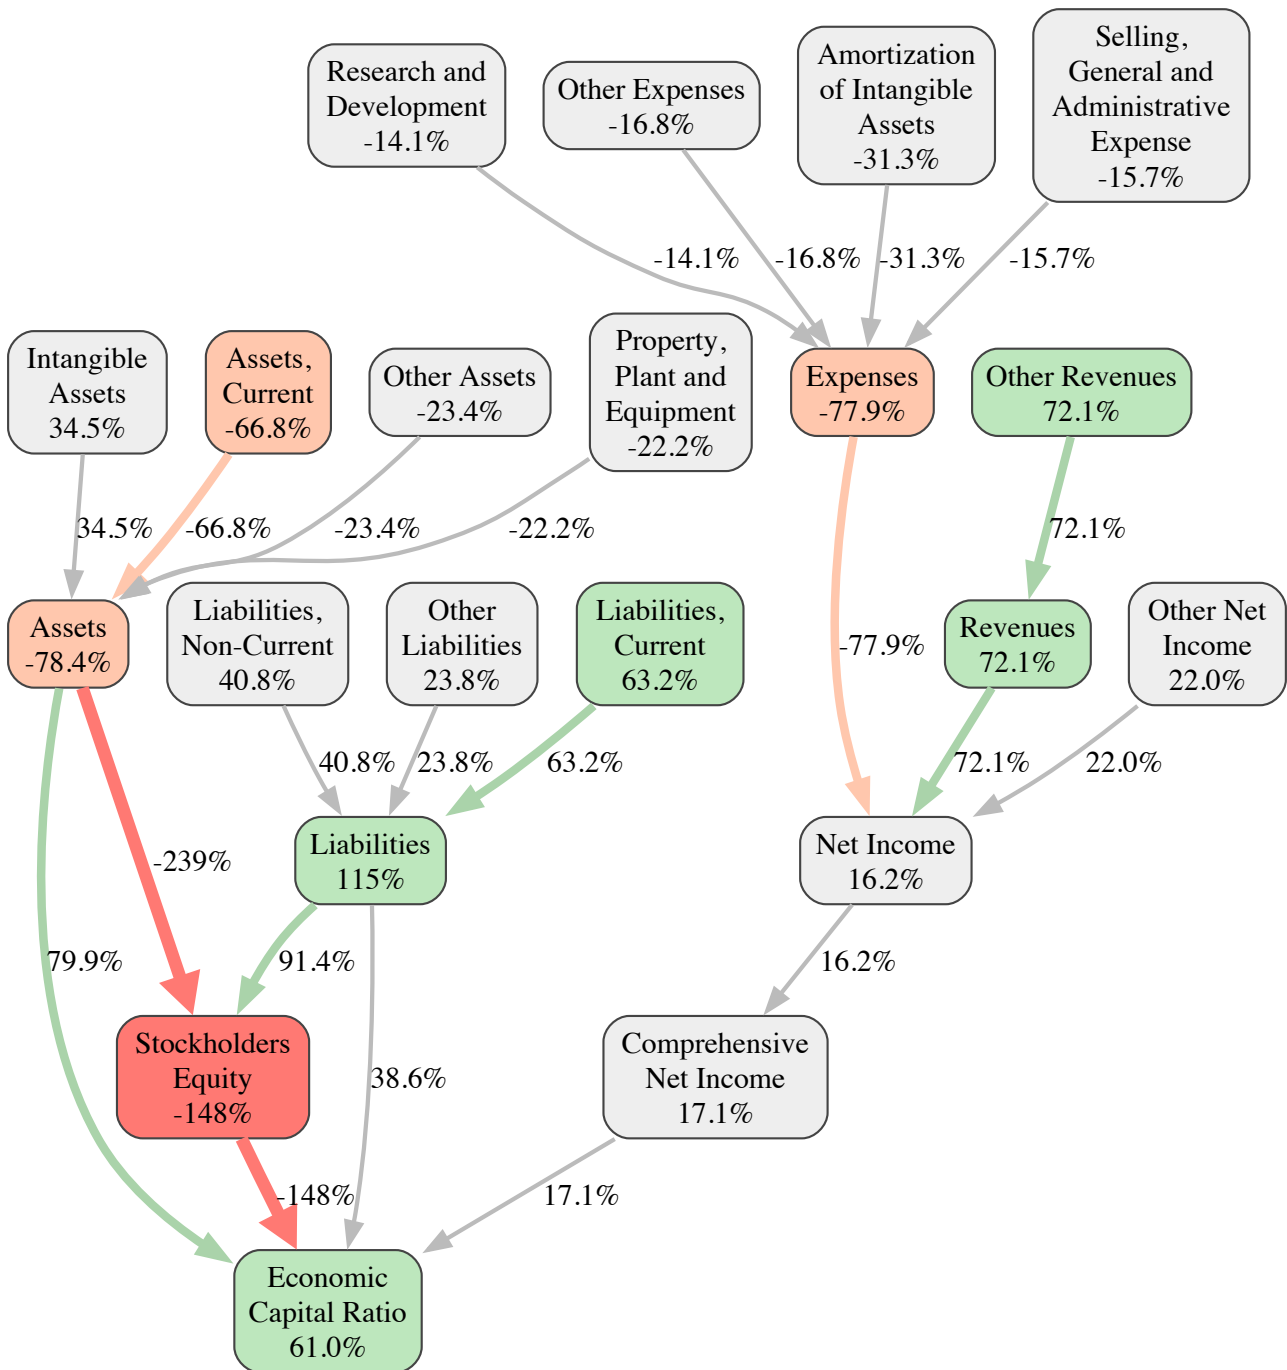 Research and
Development
-14.1%
Other Expenses
-16.8%
Amortization
of Intangible
Assets
-31.3%
Selling,
General and
Administrative
Expense
-15.7%
-14.1%
-16.8%
-31.3%
-15.7%
Intangible
Assets
34.5%
Assets,
Current
-66.8%
Other Assets
-23.4%
Property,
Plant and
Equipment
-22.2%
Expenses
-77.9%
Other Revenues
72.1%
34.5%
-66.8%
-23.4%
-22.2%
72.1%
Assets
-78.4%
Liabilities,
Non-Current
40.8%
Other
Liabilities
23.8%
Liabilities,
Current
63.2%
-77.9%
Revenues
72.1%
Other Net
Income
22.0%
40.8%
23.8%
63.2%
72.1%
22.0%
-239%
Liabilities
115%
Net Income
16.2%
79.9%
91.4%
16.2%
Stockholders
Equity
-148%
38.6%
Comprehensive
Net Income
17.1%
-148%
17.1%
Economic
Capital Ratio
61.0%